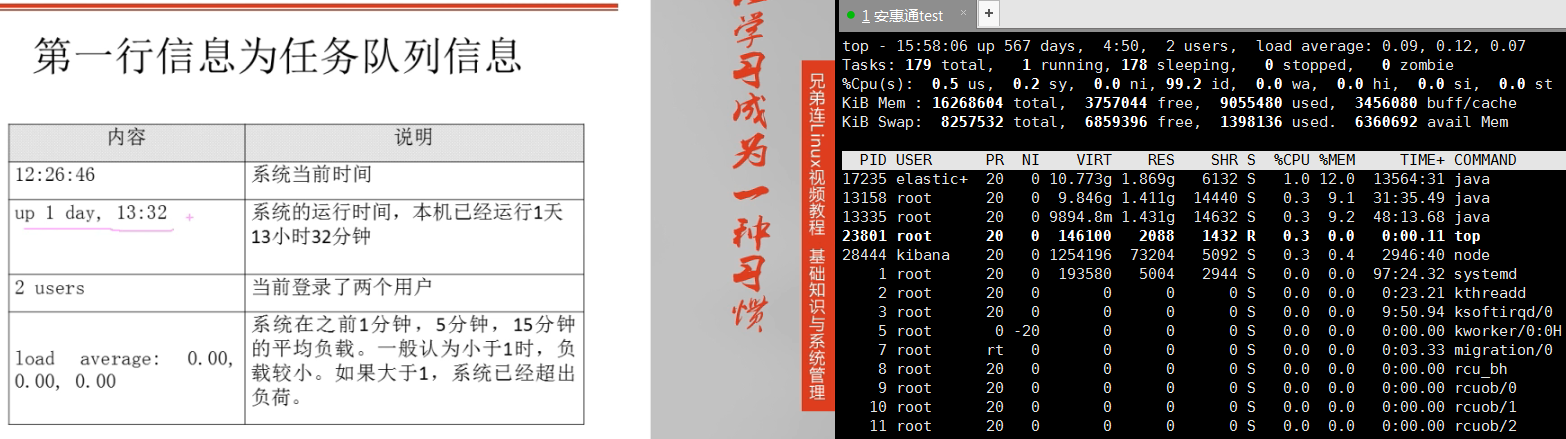 第一行信息为任务队列信息
内容 说明
12:26:46 系统当前时间
up 1 day, 13:32 系统的运行时间，本机已经运行1天
13小时32分钟
2 users 当前登录了两个用户
load average: 0.00,
0.00, 0.00
系统在之前1分钟，5分钟，15分钟
的平均负载。一般认为小于1时，负
载较小。如果大于1，系统已经超出
负荷。
学习成为一种习惯
兄弟连Linux视频教程 基础知识与系统管理
1 安惠通test × +
top - 15:58:06 up 567 days, 4:50, 2 users, load average: 0.09, 0.12, 0.07
Tasks: 179 total, 1 running, 178 sleeping, 0 stopped, 0 zombie
%Cpu(s): 0.5 us, 0.2 sy, 0.0 ni, 99.2 id, 0.0 wa, 0.0 hi, 0.0 si, 0.0 st
KiB Mem : 16268604 total, 3757044 free, 9055480 used, 3456080 buff/cache
KiB Swap: 8257532 total, 6859396 free, 1398136 used. 6360692 avail Mem
PID USER PR NI VIRT RES SHR S %CPU %MEM TIME+ COMMAND
17235 elastic+ 20 0 10.773g 1.869g 6132 S 1.0 12.0 13564:31 java
13158 root 20 0 9.846g 1.411g 14440 S 0.3 9.1 31:35.49 java
13335 root 20 0 9894.8m 1.431g 14632 S 0.3 9.2 48:13.68 java
23801 root 20 0 146100 2088 1432 R 0.3 0.0 0:00.11 top
28444 kibana 20 0 1254196 73204 5092 S 0.3 0.4 2946:40 node
1 root 20 0 193580 5004 2944 S 0.0 0.0 97:24.32 systemd
2 root 20 0 0 0 0 S 0.0 0.0 0:23.21 kthreadd
3 root 20 0 0 0 0 S 0.0 0.0 9:50.94 ksoftirqd/0
5 root 0 -20 0 0 0 S 0.0 0.0 0:00.00 kworker/0:0H
7 root rt 0 0 0 0 S 0.0 0.0 0:03.33 migration/0
8 root 20 0 0 0 0 S 0.0 0.0 0:00.00 rcu_bh
9 root 20 0 0 0 0 S 0.0 0.0 0:00.00 rcuob/0
10 root 20 0 0 0 0 S 0.0 0.0 0:00.00 rcuob/1
11 root 20 0 0 0 0 S 0.0 0.0 0:00.00 rcuob/2